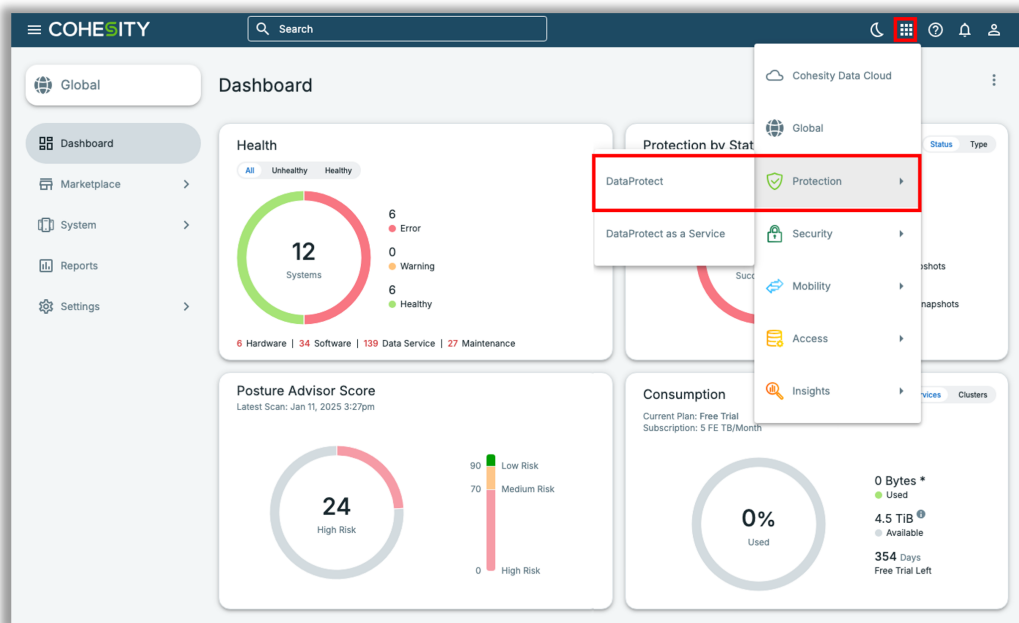 COHESITY
Search
Global
Dashboard
Marketplace
System
Reports
Settings
Dashboard
Cohesity Data Cloud
Global
Protection
Security
Mobility
Access
Insights
DataProtect
DataProtect as a Service
Health
All Unhealthy Healthy
12
Systems
6
Error
0
Warning
6
Healthy
6 Hardware | 34 Software | 139 Data Service | 27 Maintenance
Protection by Stat
Status Type
Succ
pshots
napshots
Posture Advisor Score
Latest Scan: Jan 11, 2025 3:27pm
24
High Risk
90 Low Risk
70 Medium Risk
0 High Risk
Consumption
vices Clusters
Current Plan: Free Trial
Subscription: 5 FE TB/Month
0%
Used
0 Bytes *
Used
4.5 TiB
Available
354 Days
Free Trial Left